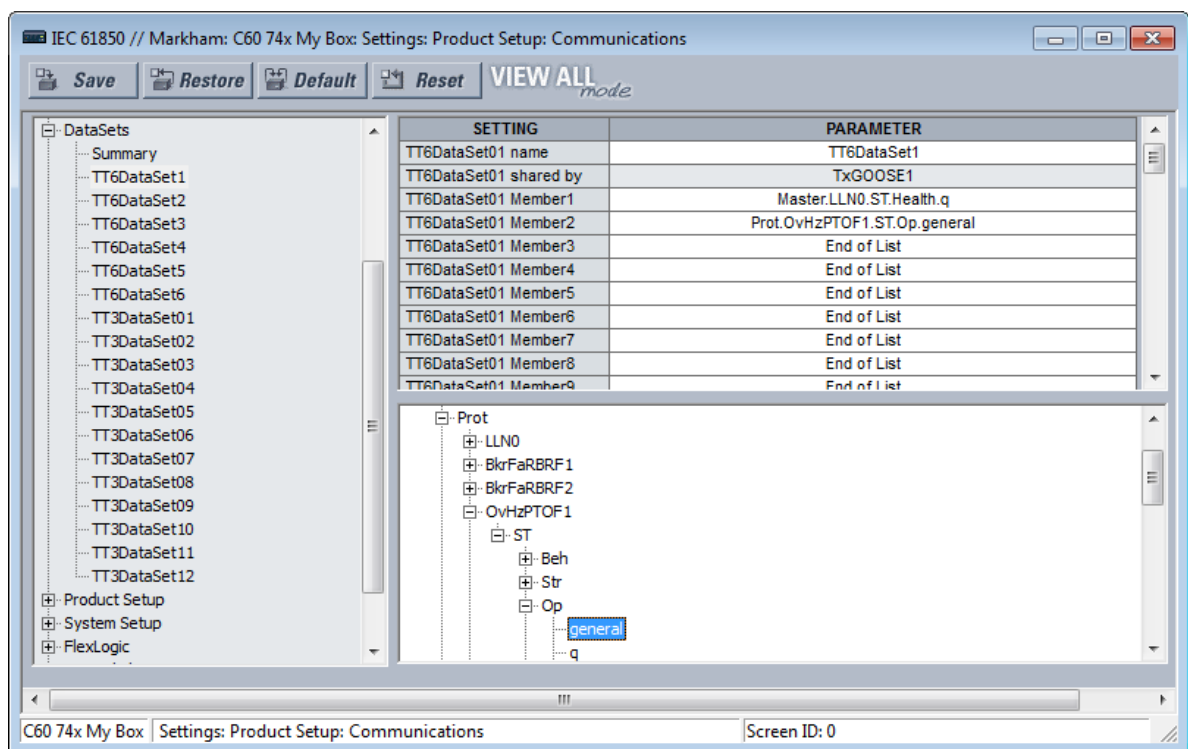 IEC 61850 // Markham: C60 74x My Box: Settings: Product Setup: Communications
Save Restore Default Reset VIEW ALL mode
DataSets
Summary
TT6DataSet1
TT6DataSet2
TT6DataSet3
TT6DataSet4
TT6DataSet5
TT6DataSet6
TT3DataSet01
TT3DataSet02
TT3DataSet03
TT3DataSet04
TT3DataSet05
TT3DataSet06
TT3DataSet07
TT3DataSet08
TT3DataSet09
TT3DataSet10
TT3DataSet11
TT3DataSet12
Product Setup
System Setup
FlexLogic
SETTING PARAMETER
TT6DataSet01 name TT6DataSet1
TT6DataSet01 shared by TxGOOSE1
TT6DataSet01 Member1 Master.LLN0.ST.Health.q
TT6DataSet01 Member2 Prot.OvHzPTOF1.ST.Op.general
TT6DataSet01 Member3 End of List
TT6DataSet01 Member4 End of List
TT6DataSet01 Member5 End of List
TT6DataSet01 Member6 End of List
TT6DataSet01 Member7 End of List
TT6DataSet01 Member8 End of List
TT6DataSet01 Member9 End of List
Prot
LLN0
BkrFaRBRF1
BkrFaRBRF2
OvHzPTOF1
ST
Beh
Str
Op
general
q
C60 74x My Box Settings: Product Setup: Communications Screen ID: 0